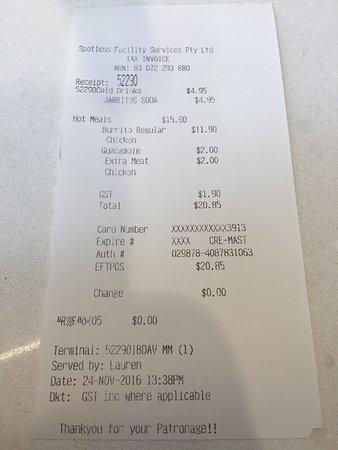 Spotless Facility Services Pty Ltd
TAX INVOICE
ABN: 83 072 293 880
Receipt: 52290
52290Cold Drinks $4.95
JARRITOS SODA $4.95
Hot Meals $15.90
Burrito Regular $11.90
Chicken
Guacamole $2.00
Extra Meat $2.00
Chicken
GST $1.90
Total $20.85
Card Number XXXXXXXXXXXX3913
Expire # XXXX CRE-MAST
Auth # 029878-4087831063
EFTPOS $20.85
Change $0.00
$0.00
Terminal: 52290|BDAV MM (1)
Served by: Lauren
Date: 24-NOV-2016 13:38PM
Dkt: GST inc where applicable
Thankyou for your Patronage!!